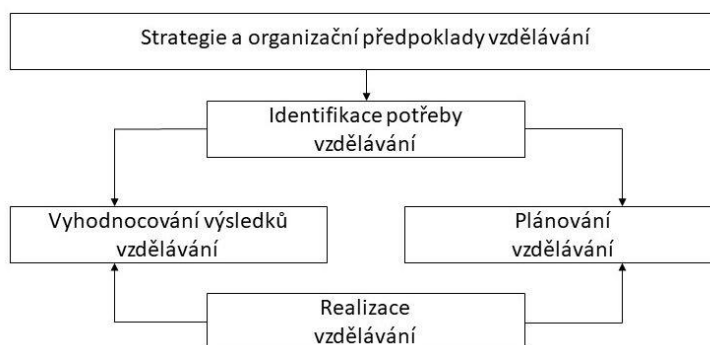 Strategie a organizační předpoklady vzdělávání
Identifikace potřeby
vzdělávání
Vyhodnocování výsledků
vzdělávání
Plánování
vzdělávání
Realizace
vzdělávání